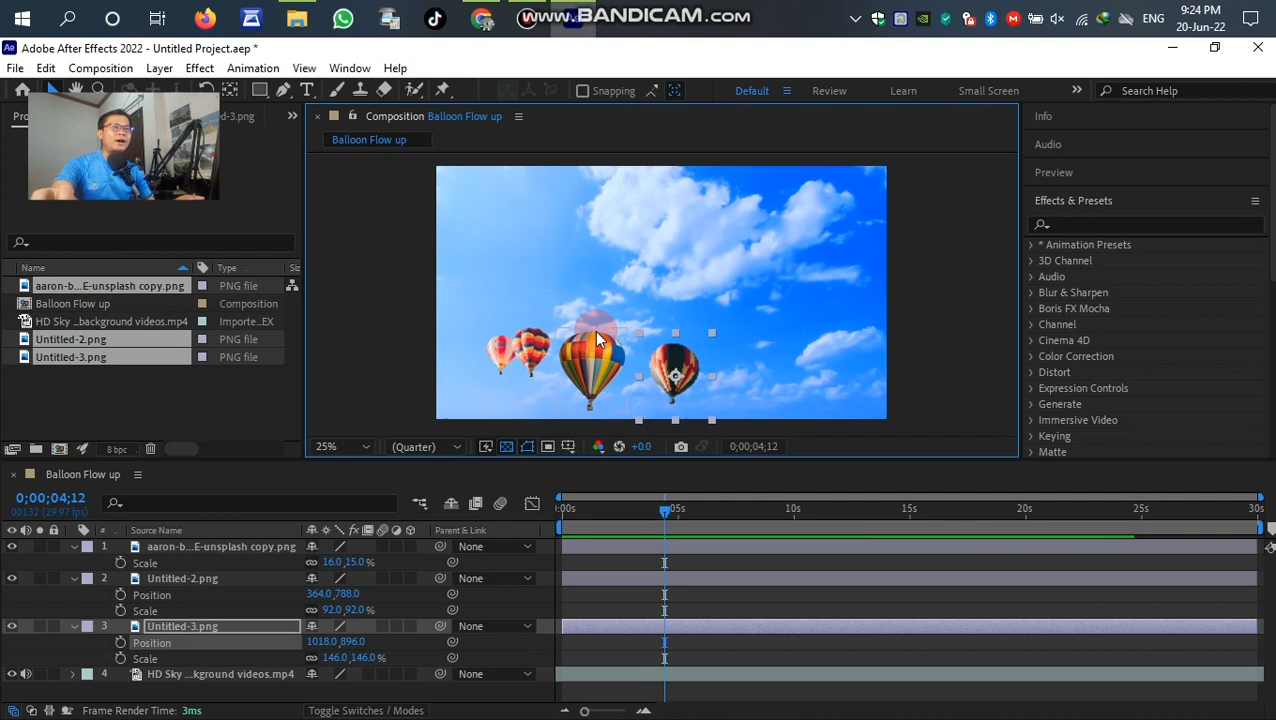 www.BANDICAM.com
ENG
9:24 PM
20-Jun-22
Ae Adobe After Effects 2022 - Untitled Project.aep *
File Edit Composition Layer Effect Animation View Window Help
Snapping
Default
Review
Learn
Small Screen
Search Help
-3.png
Composition Balloon Flow up
Balloon Flow up
Info
Audio
Preview
Effects & Presets
Name Type
aaron-b...E-unsplash copy.png PNG file
Balloon Flow up Composition
HD Sky ...background videos.mp4 Importe...EX
Untitled-2.png PNG file
Untitled-3.png PNG file
* Animation Presets
3D Channel
Audio
Blur & Sharpen
Boris FX Mocha
Channel
Cinema 4D
Color Correction
Distort
Expression Controls
Generate
Immersive Video
Keying
Matte
8 bpc
25% (Quarter) +0.0 0;00;04;12
Balloon Flow up
0;00;04;12
00132 (29.97 fps)
:00s 05s 10s 15s 20s 25s 30s
# Source Name Parent & Link
1 aaron-b...E-unsplash copy.png None
Scale 16.0,15.0 %
2 Untitled-2.png None
Position 364.0,788.0
Scale 92.0,92.0 %
3 Untitled-3.png None
Position 1018.0,896.0
Scale 146.0,146.0 %
4 HD Sky ...kground videos.mp4 None
Frame Render Time: 3ms Toggle Switches / Modes